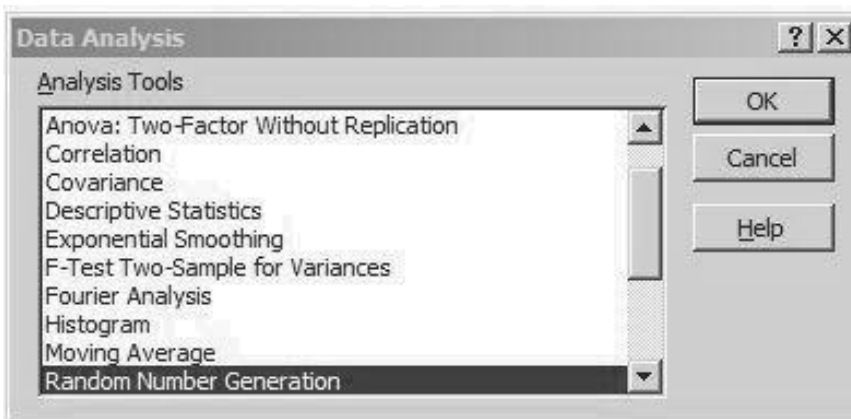 Data Analysis
?
Analysis Tools
Anova: Two-Factor Without Replication
Correlation
Covariance
Descriptive Statistics
Exponential Smoothing
F-Test Two-Sample for Variances
Fourier Analysis
Histogram
Moving Average
Random Number Generation
OK
Cancel
Help